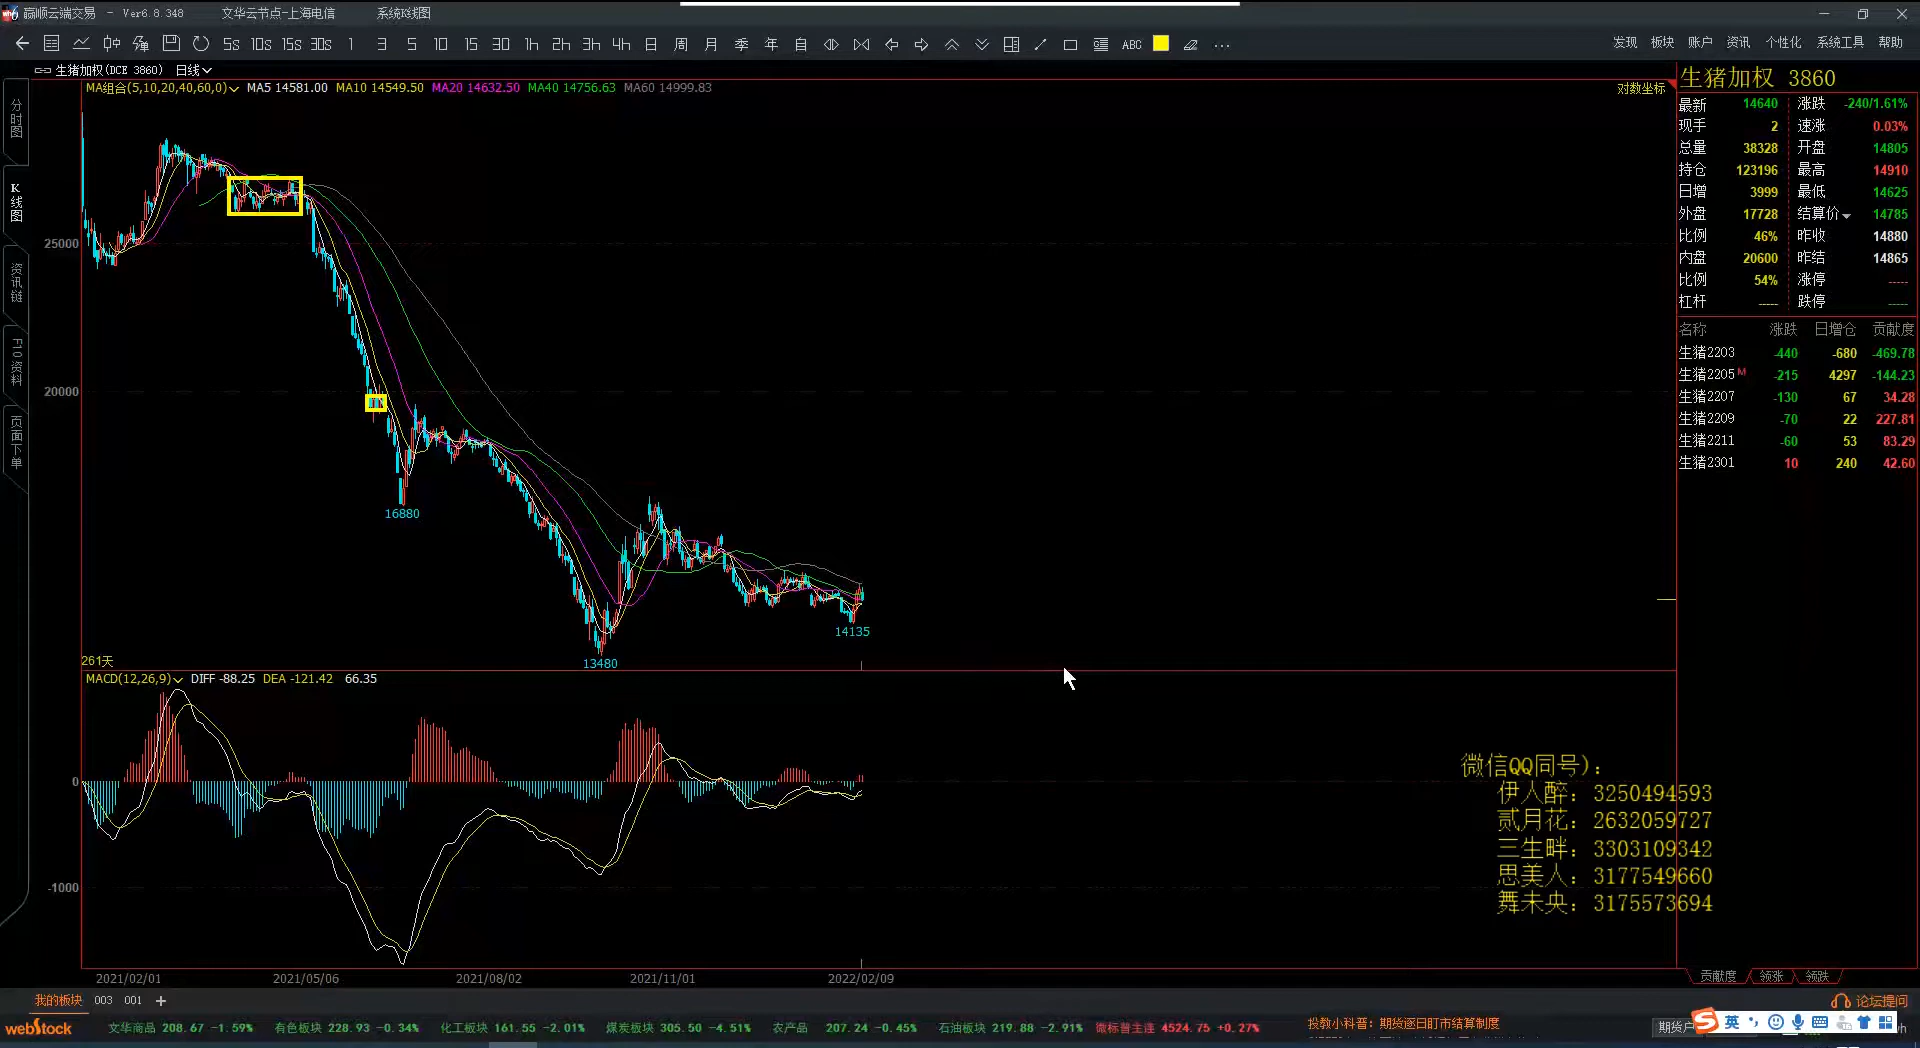 赢顺云端交易 - Ver6.8.348 文华云节点-上海电信 系统K线图
5s 10s 15s 30s 1 3 5 10 15 30 1h 2h 3h 4h 日 周 月 季 年 自 ABC ... 发现 板块 账户 资讯 个性化 系统工具 帮助
生猪加权(DCE 3860) 日线
MA组合(5,10,20,40,60,0) MA5 14581.00 MA10 14549.50 MA20 14632.50 MA40 14756.63 MA60 14999.83 对数坐标
分时图
K线图
资讯链
F10资料
页面下单
25000
20000
16880
13480
14135
261天
MACD(12,26,9) DIFF -88.25 DEA -121.42 66.35
0
-1000
2021/02/01 2021/05/06 2021/08/02 2021/11/01 2022/02/09
生猪加权 3860
最新 14640 涨跌 -240/1.61%
现手 2 速涨 0.03%
总量 38328 开盘 14805
持仓 123196 最高 14910
日增 3999 最低 14625
外盘 17728 结算价 14785
比例 46% 昨收 14880
内盘 20600 昨结 14865
比例 54% 涨停 -----
杠杆 ----- 跌停 -----
名称 涨跌 日增仓 贡献度
生猪2203 -440 -680 -469.78
生猪2205 M -215 4297 -144.23
生猪2207 -130 67 34.28
生猪2209 -70 22 227.81
生猪2211 -60 53 83.29
生猪2301 10 240 42.60
微信QQ同号)：
伊人醉：3250494593
贰月花：2632059727
三生畔：3303109342
思美人：3177549660
舞未央：3175573694
贡献度 领涨 领跌
我的板块 003 001 + 论坛提问
webstock 文华商品 208.67 -1.59% 有色板块 228.93 -0.34% 化工板块 161.55 -2.01% 煤炭板块 305.50 -4.51% 农产品 207.24 -0.45% 石油板块 219.88 -2.91% 微标普主连 4524.75 +0.27% 投教小科普：期货逐日盯市结算制度 期货户 英